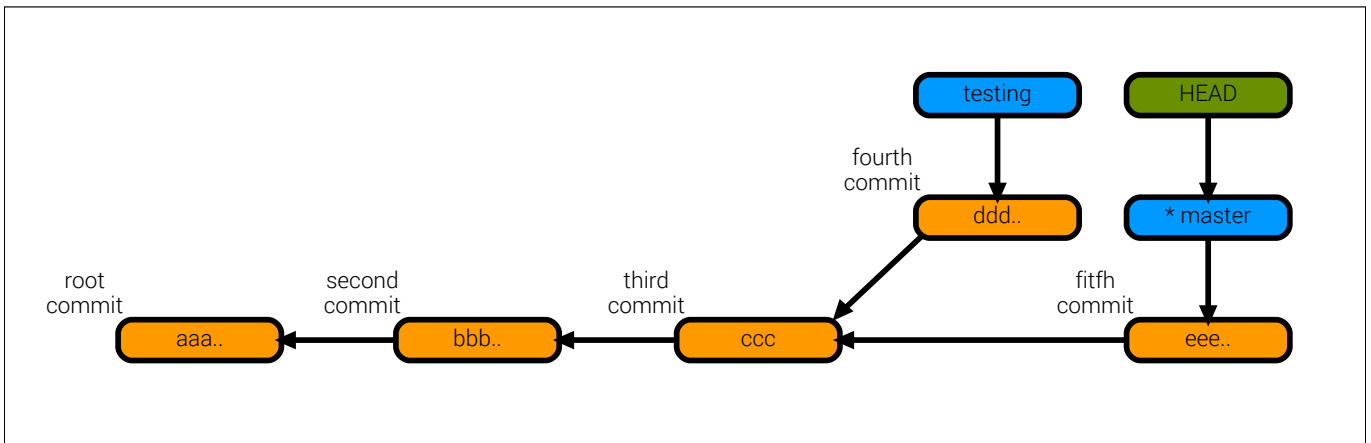 testing
HEAD
fourth
commit
ddd..
* master
root
commit
second
commit
third
commit
fitfh
commit
aaa..
bbb..
ccc
eee..